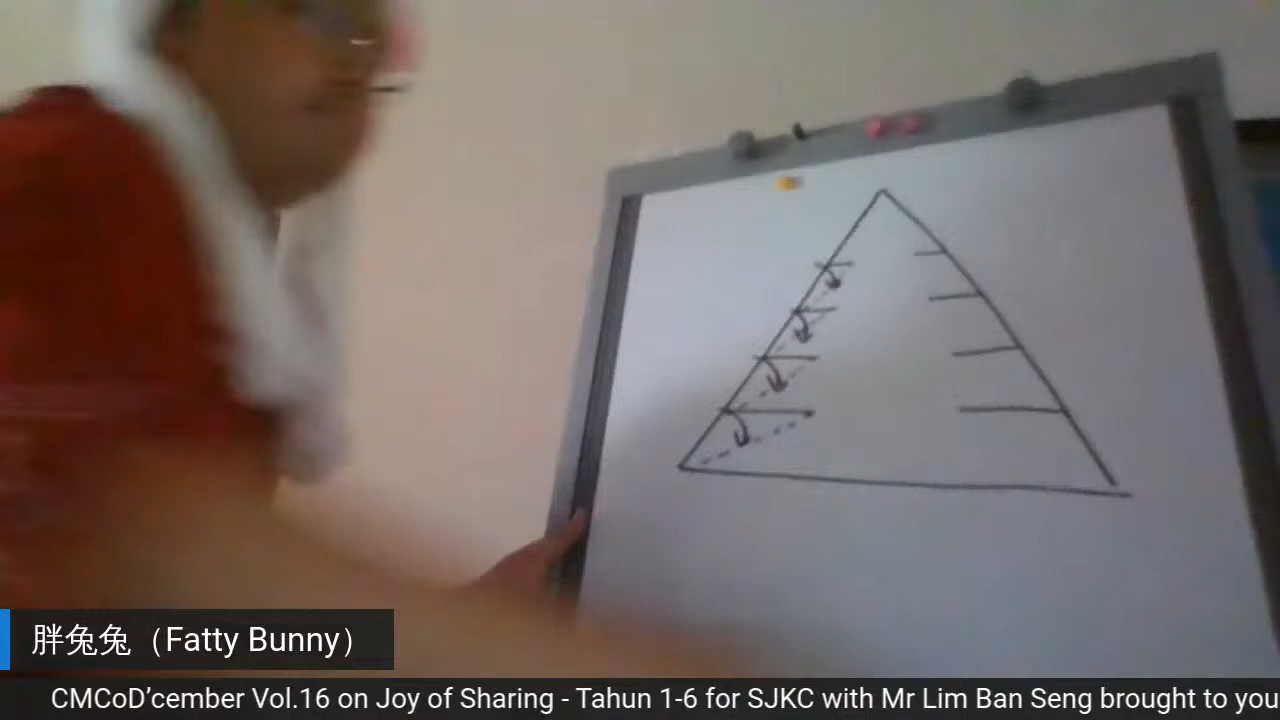 胖兔兔（Fatty Bunny）
CMCoD’cember Vol.16 on Joy of Sharing - Tahun 1-6 for SJKC with Mr Lim Ban Seng brought to you